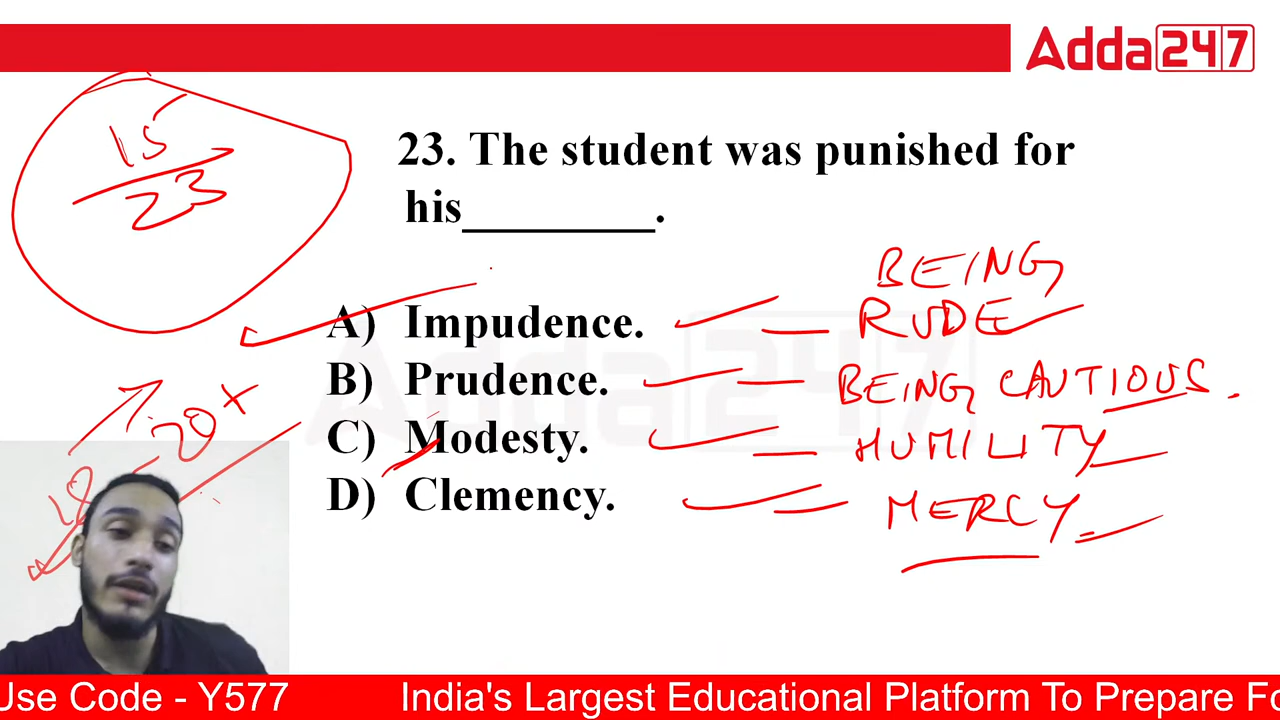 Adda247
15
23
23. The student was punished for
his________.
BEING
A) Impudence. – RUDE
B) Prudence. – BEING CAUTIOUS.
C) Modesty. – HUMILITY
D) Clemency. – MERCY
18 – 20+
Use Code - Y577 India's Largest Educational Platform To Prepare Fo